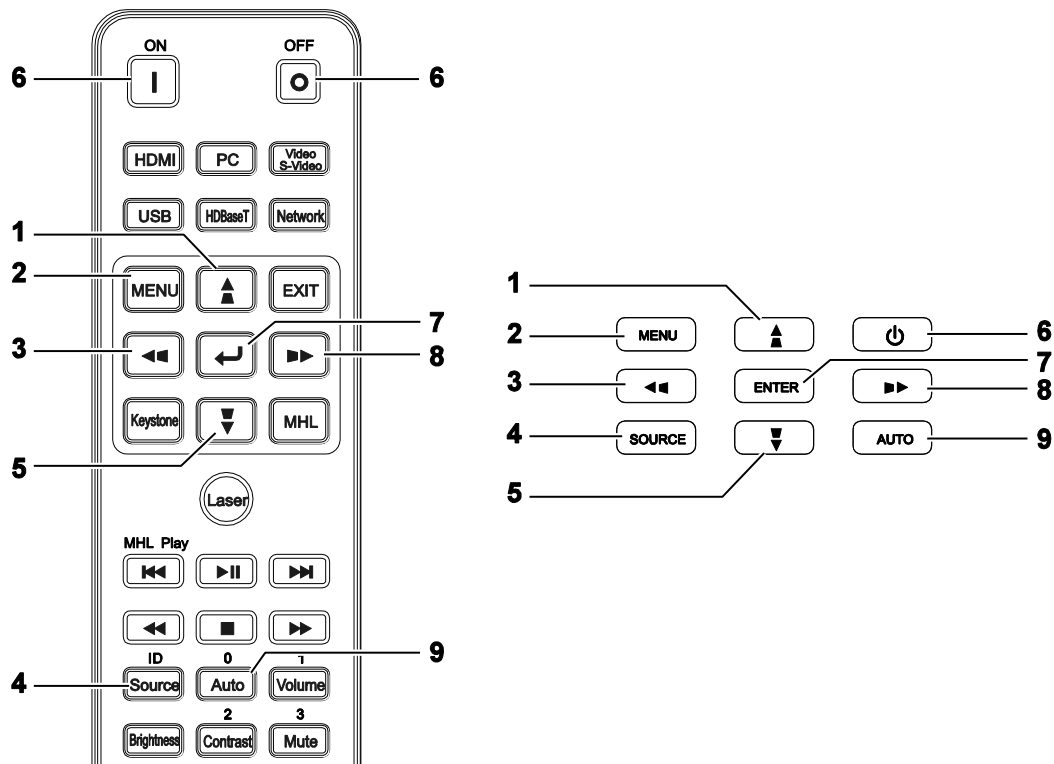 ON OFF
6 6
HDMI PC Video
S-Video
USB HDBaseT Network
1
2 MENU EXIT
3 7
8
Keystone MHL
5
Laser
MHL Play
ID 0 1
4 Source Auto Volume 9
2 3
Brightness Contrast Mute
1
2 MENU 6
7
3 ENTER 8
4 SOURCE AUTO 9
5